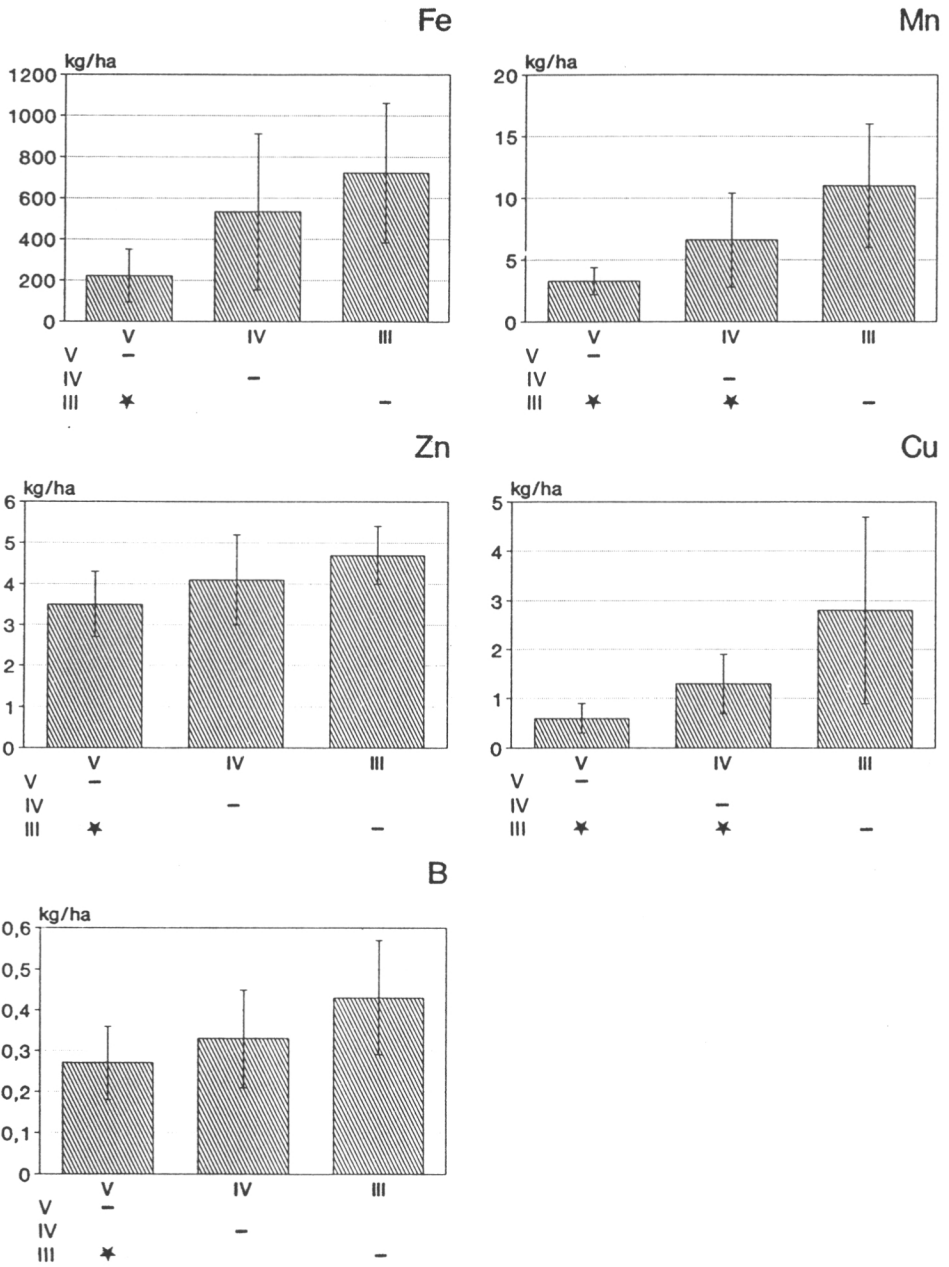 Fe
kg/ha
1200
1000
800
600
400
200
0
V IV III
V –
IV –
III ★ –
Mn
kg/ha
20
15
10
5
0
V IV III
V –
IV –
III ★ ★ –
Zn
kg/ha
6
5
4
3
2
1
0
V IV III
V –
IV –
III ★ –
Cu
kg/ha
5
4
3
2
1
0
V IV III
V –
IV –
III ★ ★ –
B
kg/ha
0,6
0,5
0,4
0,3
0,2
0,1
0
V IV III
V –
IV –
III ★ –